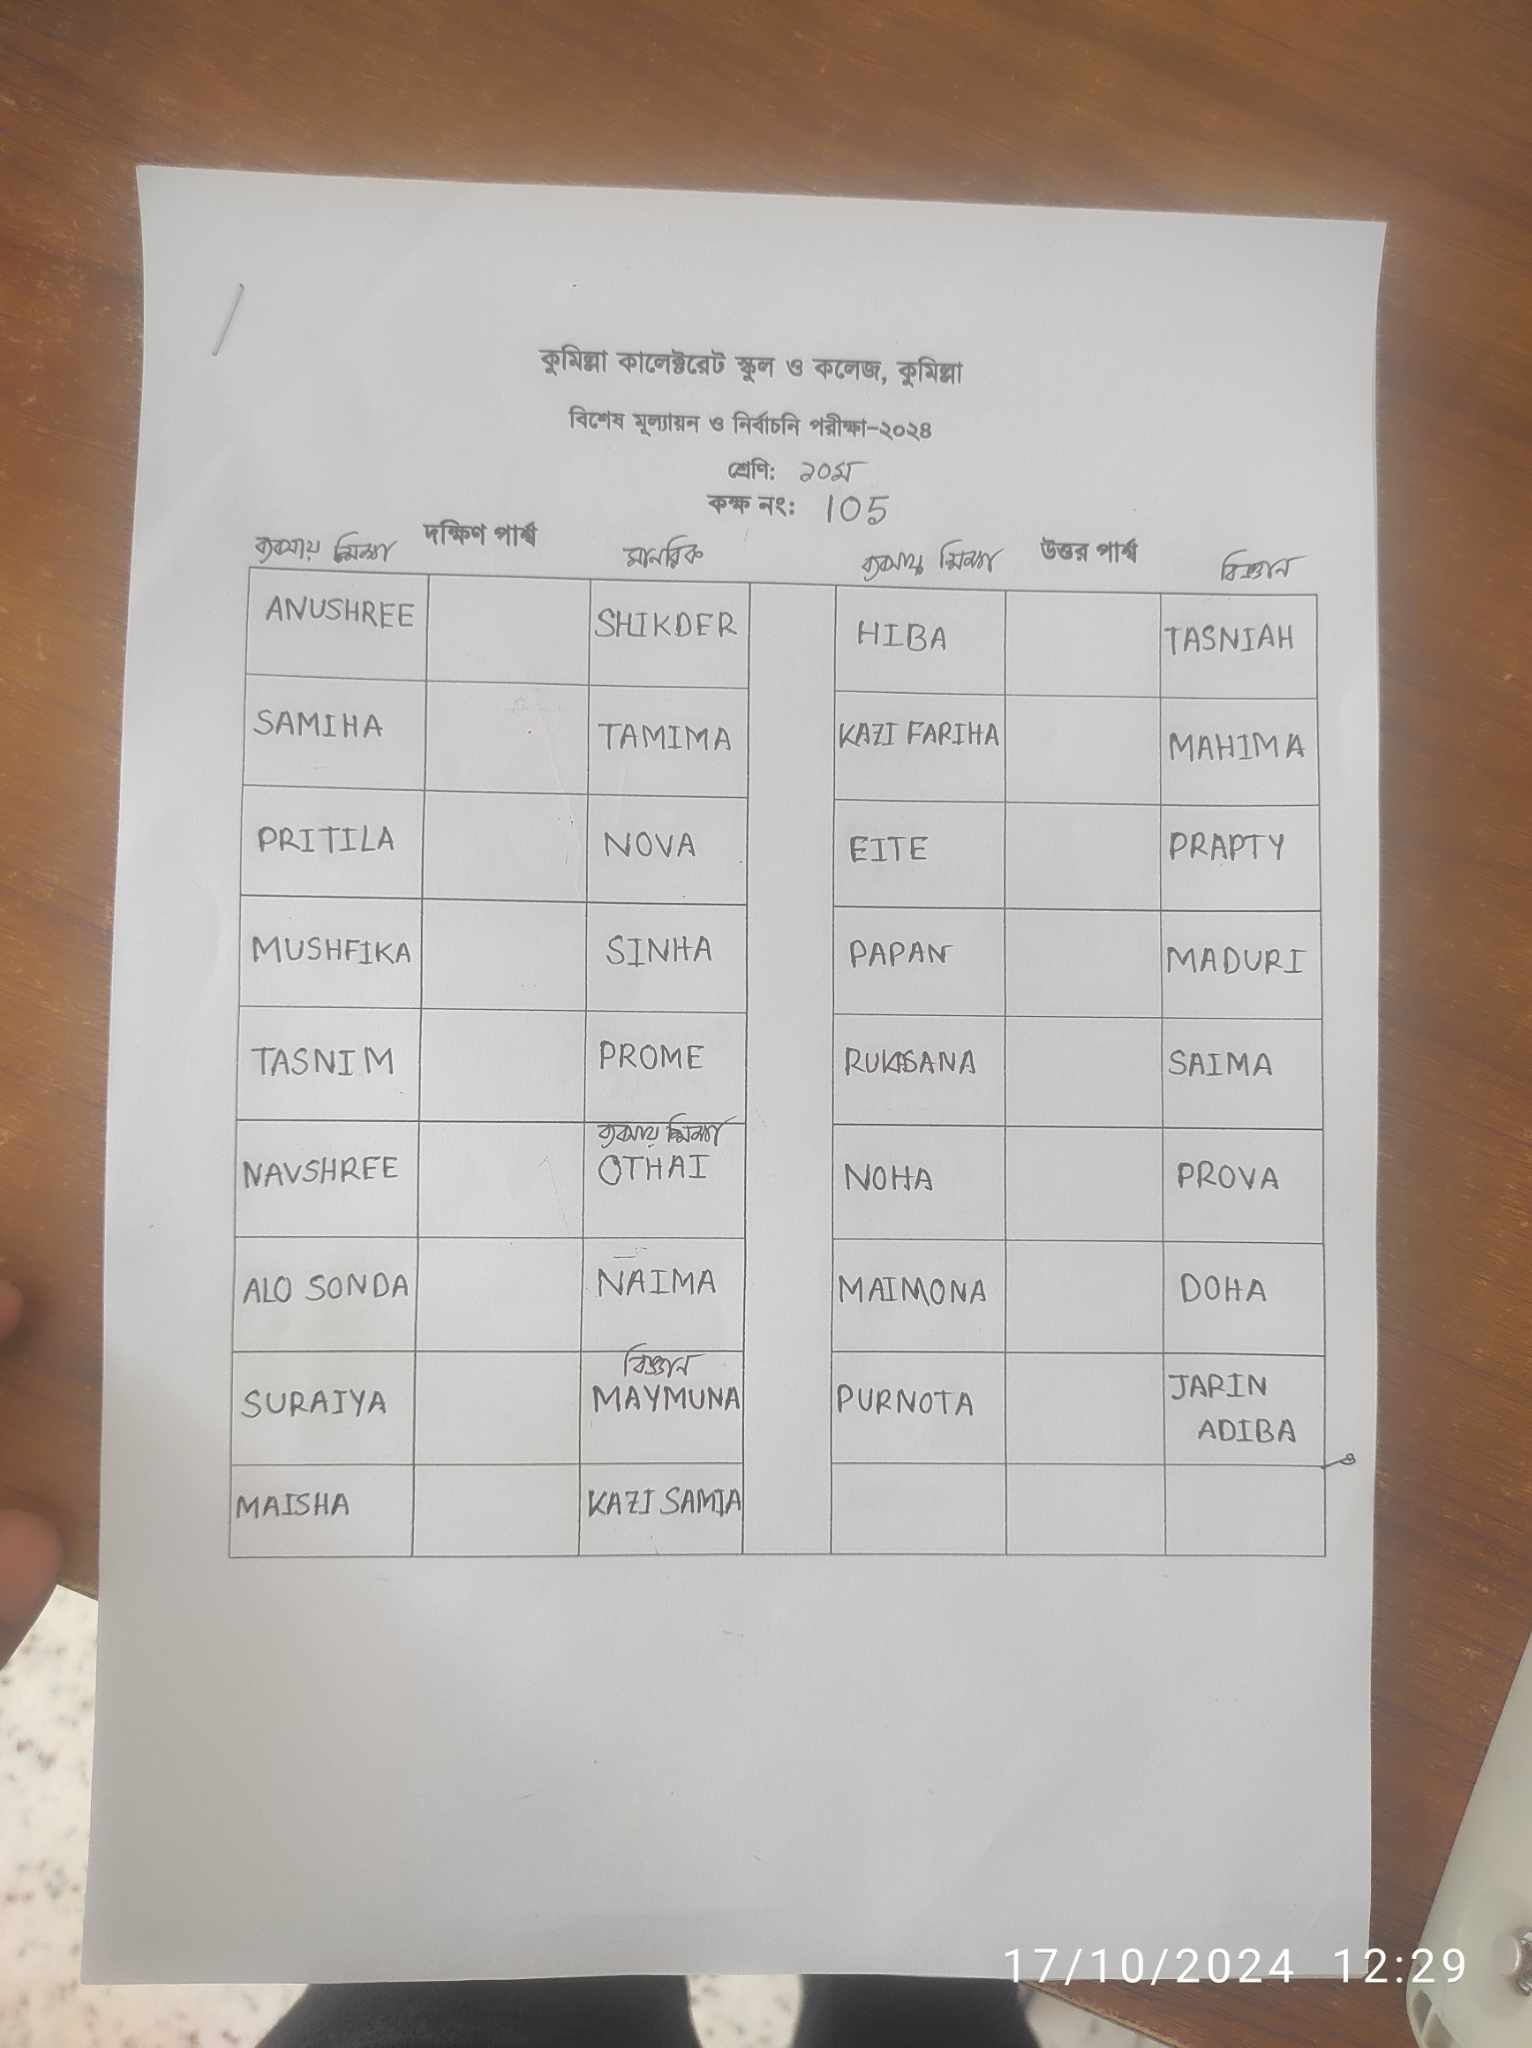 কুমিল্লা কালেক্টরেট স্কুল ও কলেজ, কুমিল্লা
বিশেষ মূল্যায়ন ও নির্বাচনি পরীক্ষা-২০২৪
শ্রেণি: ১০ম
কক্ষ নং: 105
দক্ষিণ পার্শ্ব উত্তর পার্শ্ব
ব্যবসায় শিক্ষা মানবিক ব্যবসায় শিক্ষা বিজ্ঞান
ANUSHREE SHIKDER HIBA TASNIAH
SAMIHA TAMIMA KAZI FARIHA MAHIMA
PRITILA NOVA EITE PRAPTY
MUSHFIKA SINHA PAPAN MADURI
TASNIM PROME RUKSANA SAIMA
ব্যবসায় শিক্ষা
NAVSHREE OTHAI NOHA PROVA
ALO SONDA NAIMA MAIMONA DOHA
বিজ্ঞান
SURAIYA MAYMUNA PURNOTA JARIN
ADIBA
MAISHA KAZI SAMIA
17/10/2024 12:29